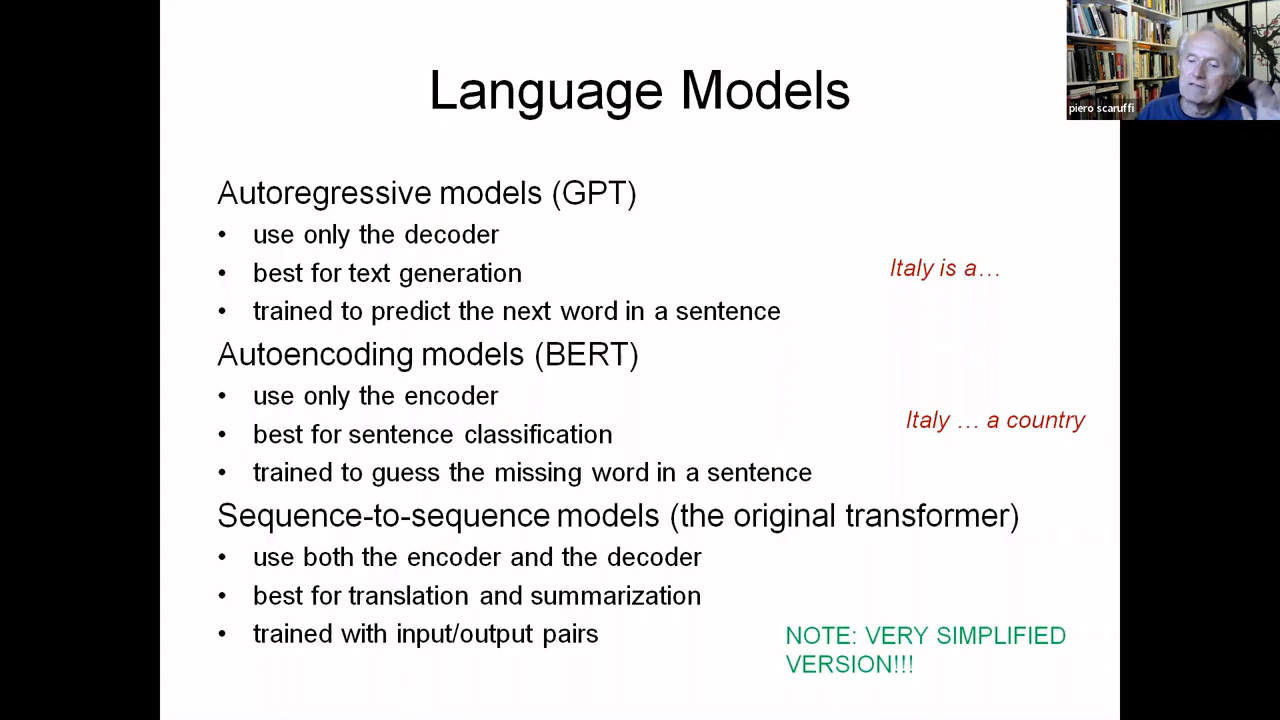 Language Models
piero scaruffi
Autoregressive models (GPT)
• use only the decoder
• best for text generation
Italy is a…
• trained to predict the next word in a sentence
Autoencoding models (BERT)
• use only the encoder
Italy … a country
• best for sentence classification
• trained to guess the missing word in a sentence
Sequence-to-sequence models (the original transformer)
• use both the encoder and the decoder
• best for translation and summarization
• trained with input/output pairs
NOTE: VERY SIMPLIFIED
VERSION!!!